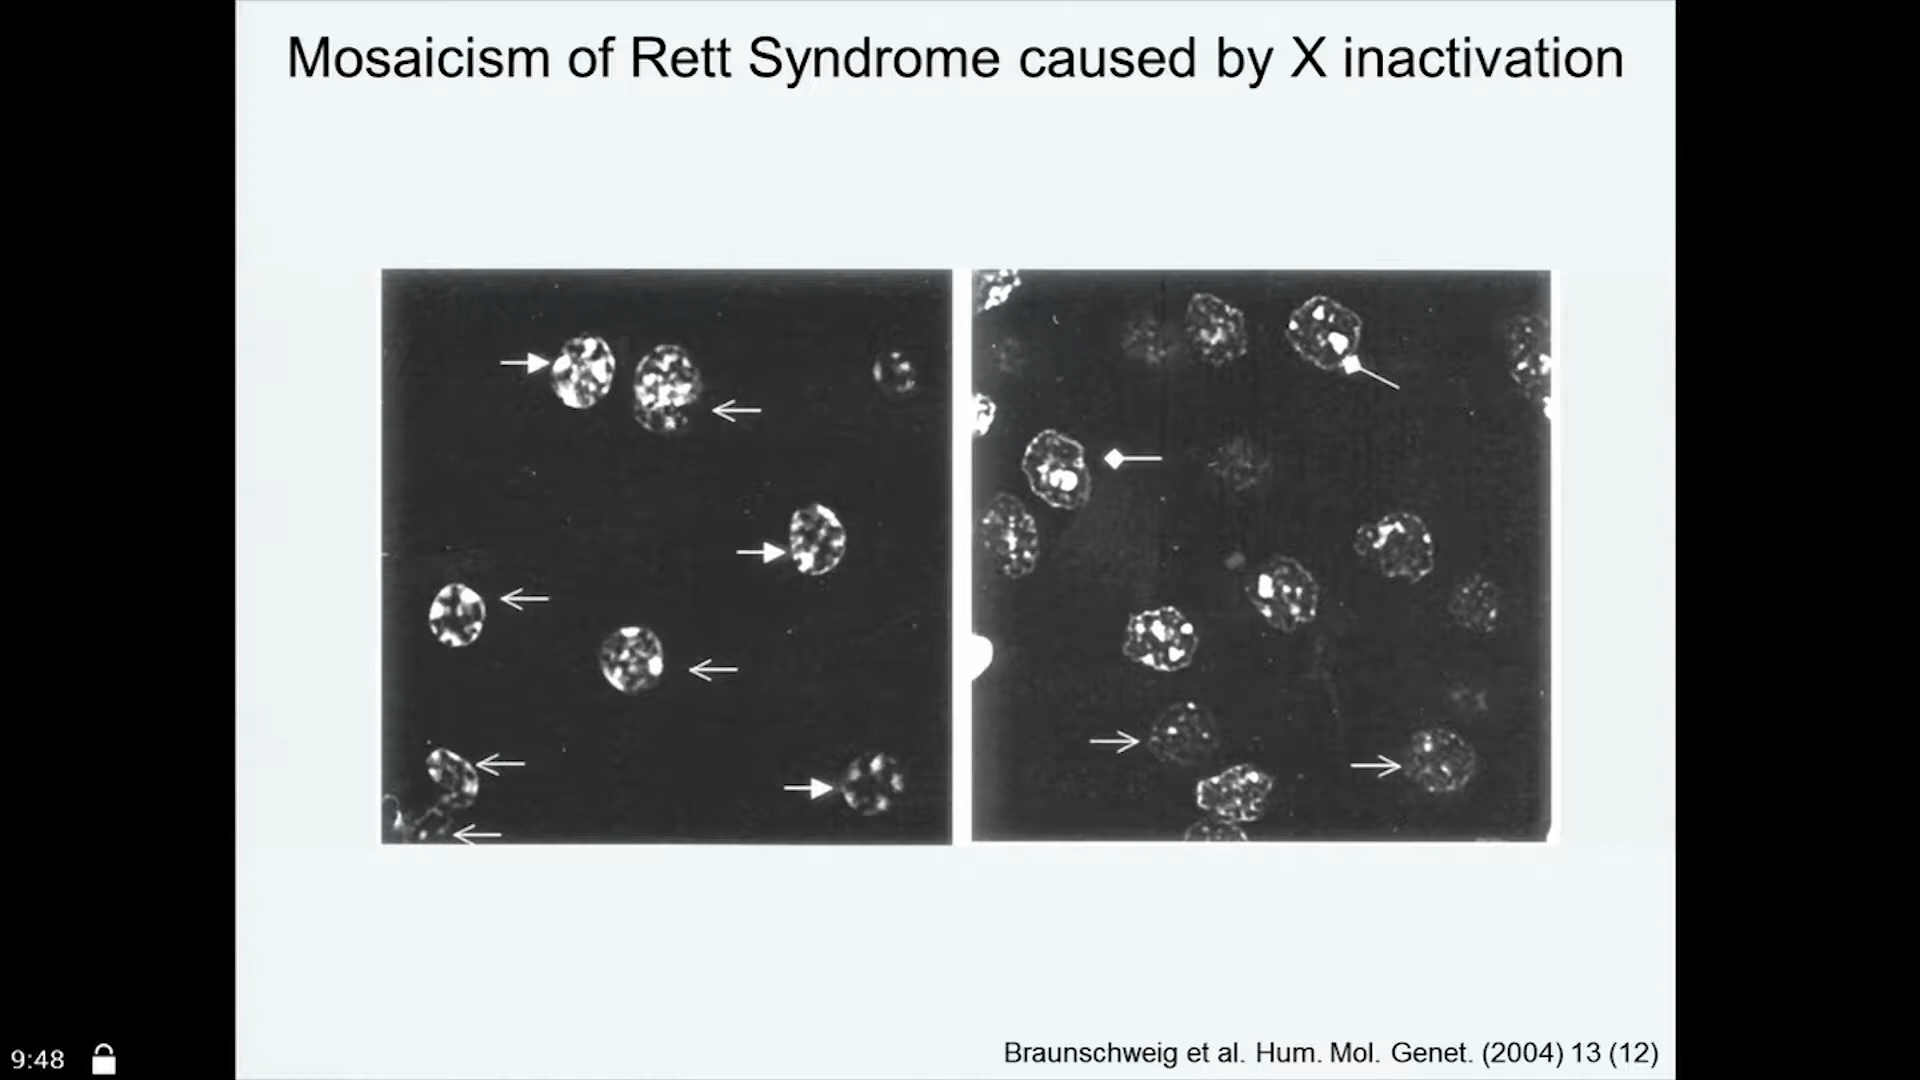 Mosaicism of Rett Syndrome caused by X inactivation
Braunschweig et al. Hum. Mol. Genet. (2004) 13 (12)
9:48